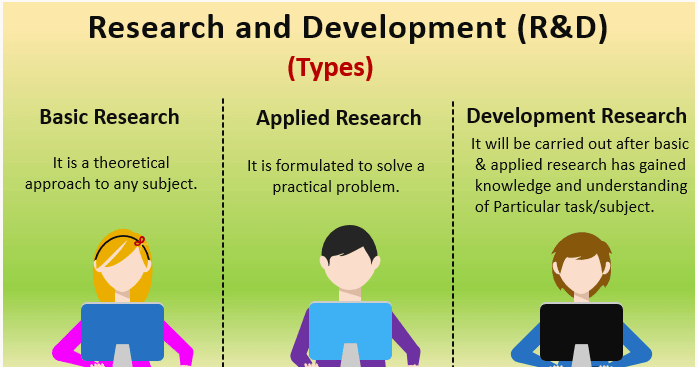 Research and Development (R&D)
(Types)
Basic Research
It is a theoretical
approach to any subject.
Applied Research
It is formulated to solve a
practical problem.
Development Research
It will be carried out after basic
& applied research has gained
knowledge and understanding
of Particular task/subject.